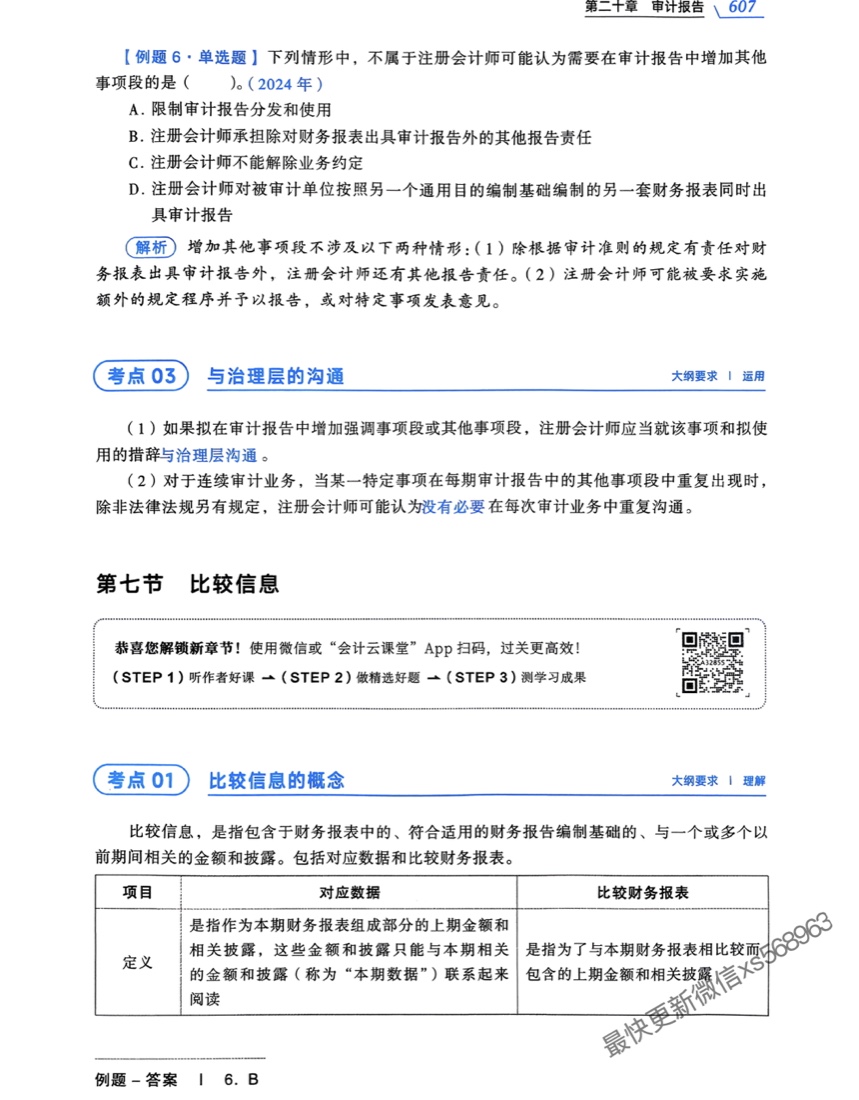 第二十章 审计报告 607
【例题6·单选题】下列情形中，不属于注册会计师可能认为需要在审计报告中增加其他
事项段的是（ ）。（2024年）
A. 限制审计报告分发和使用
B. 注册会计师承担除对财务报表出具审计报告外的其他报告责任
C. 注册会计师不能解除业务约定
D. 注册会计师对被审计单位按照另一个通用目的编制基础编制的另一套财务报表同时出
具审计报告
解析 增加其他事项段不涉及以下两种情形：（1）除根据审计准则的规定有责任对财
务报表出具审计报告外，注册会计师还有其他报告责任。（2）注册会计师可能被要求实施
额外的规定程序并予以报告，或对特定事项发表意见。
考点 03 与治理层的沟通 大纲要求 | 运用
（1）如果拟在审计报告中增加强调事项段或其他事项段，注册会计师应当就该事项和拟使
用的措辞与治理层沟通。
（2）对于连续审计业务，当某一特定事项在每期审计报告中的其他事项段中重复出现时，
除非法律法规另有规定，注册会计师可能认为没有必要在每次审计业务中重复沟通。
第七节 比较信息
恭喜您解锁新章节！使用微信或“会计云课堂”App 扫码，过关更高效！
（STEP 1）听作者好课 → （STEP 2）做精选好题 → （STEP 3）测学习成果
A32855
考点 01 比较信息的概念 大纲要求 | 理解
比较信息，是指包含于财务报表中的、符合适用的财务报告编制基础的、与一个或多个以
前期间相关的金额和披露。包括对应数据和比较财务报表。
项目 对应数据 比较财务报表
定义
是指作为本期财务报表组成部分的上期金额和
相关披露，这些金额和披露只能与本期相关
的金额和披露（称为“本期数据”）联系起来
阅读
是指为了与本期财务报表相比较而
包含的上期金额和相关披露
最快更新微信xs568963
例题－答案 | 6. B